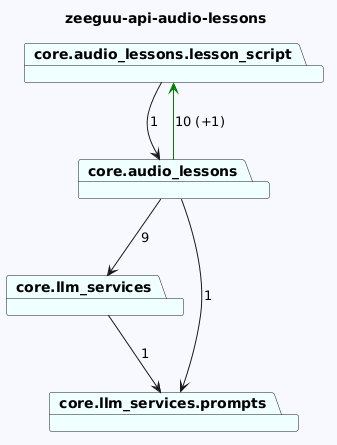 zeeguu-api-audio-lessons
core.audio_lessons.lesson_script
1
10 (+1)
core.audio_lessons
9
core.llm_services
1
1
core.llm_services.prompts